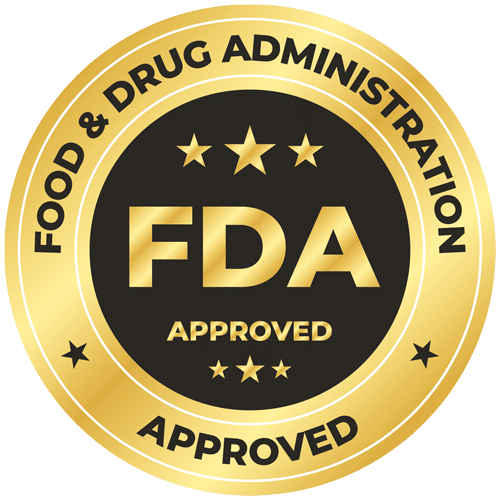 FOOD & DRUG ADMINISTRATION
FDA
APPROVED
APPROVED